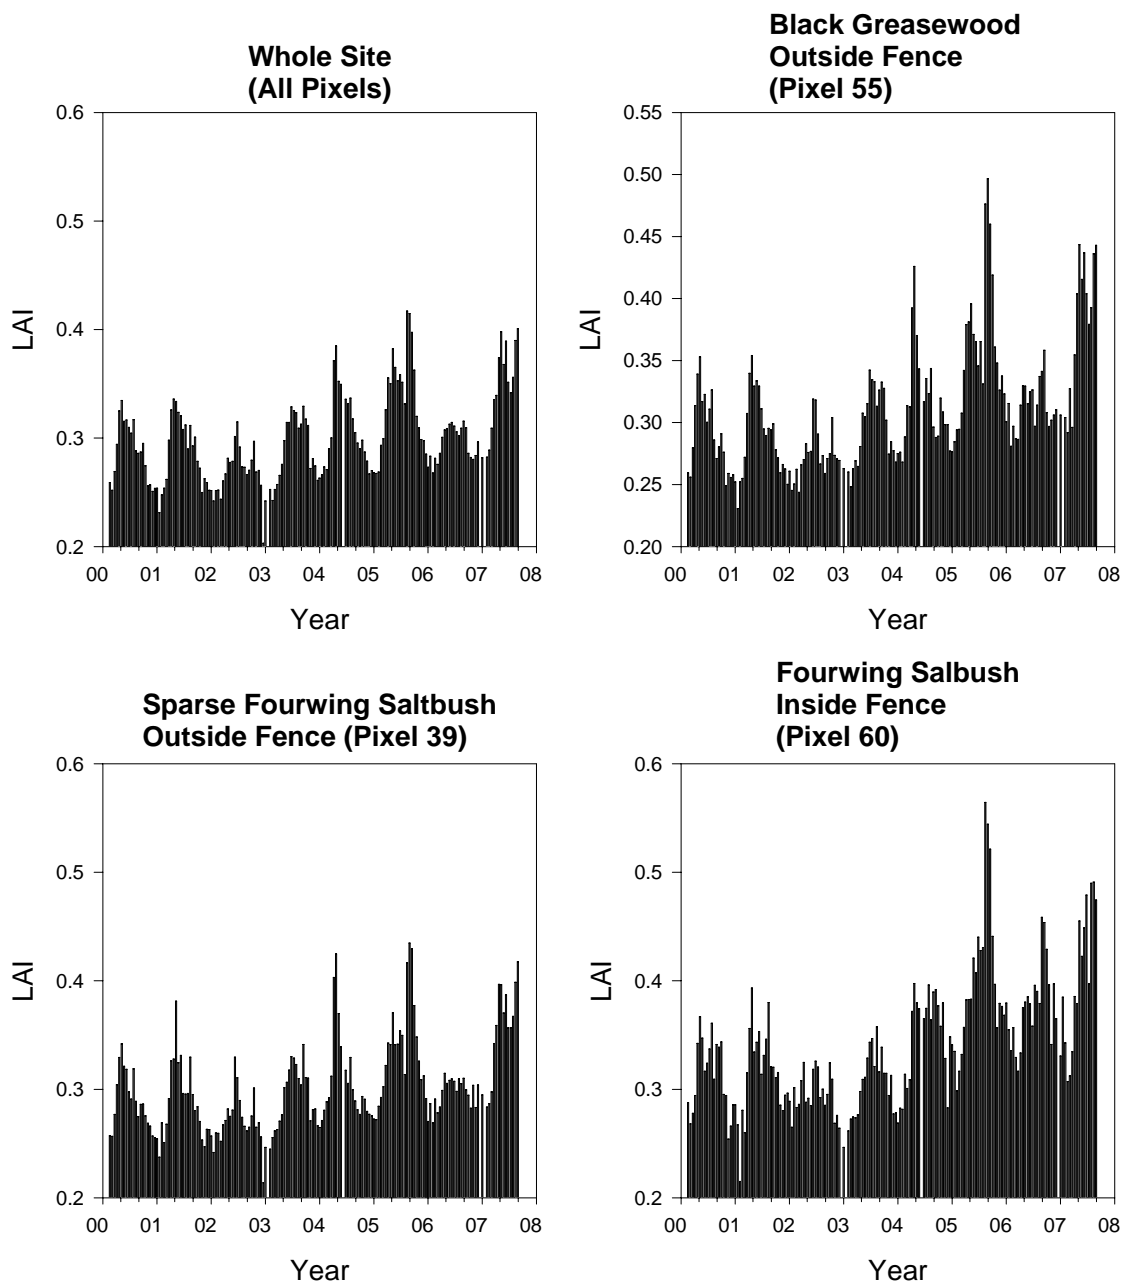 Whole Site
(All Pixels)
0.6
0.5
0.4
0.3
0.2
LAI
00 01 02 03 04 05 06 07 08
Year
Black Greasewood
Outside Fence
(Pixel 55)
0.55
0.50
0.45
0.40
0.35
0.30
0.25
0.20
LAI
00 01 02 03 04 05 06 07 08
Year
Sparse Fourwing Saltbush
Outside Fence (Pixel 39)
0.6
0.5
0.4
0.3
0.2
LAI
00 01 02 03 04 05 06 07 08
Year
Fourwing Salbush
Inside Fence
(Pixel 60)
0.6
0.5
0.4
0.3
0.2
LAI
00 01 02 03 04 05 06 07 08
Year